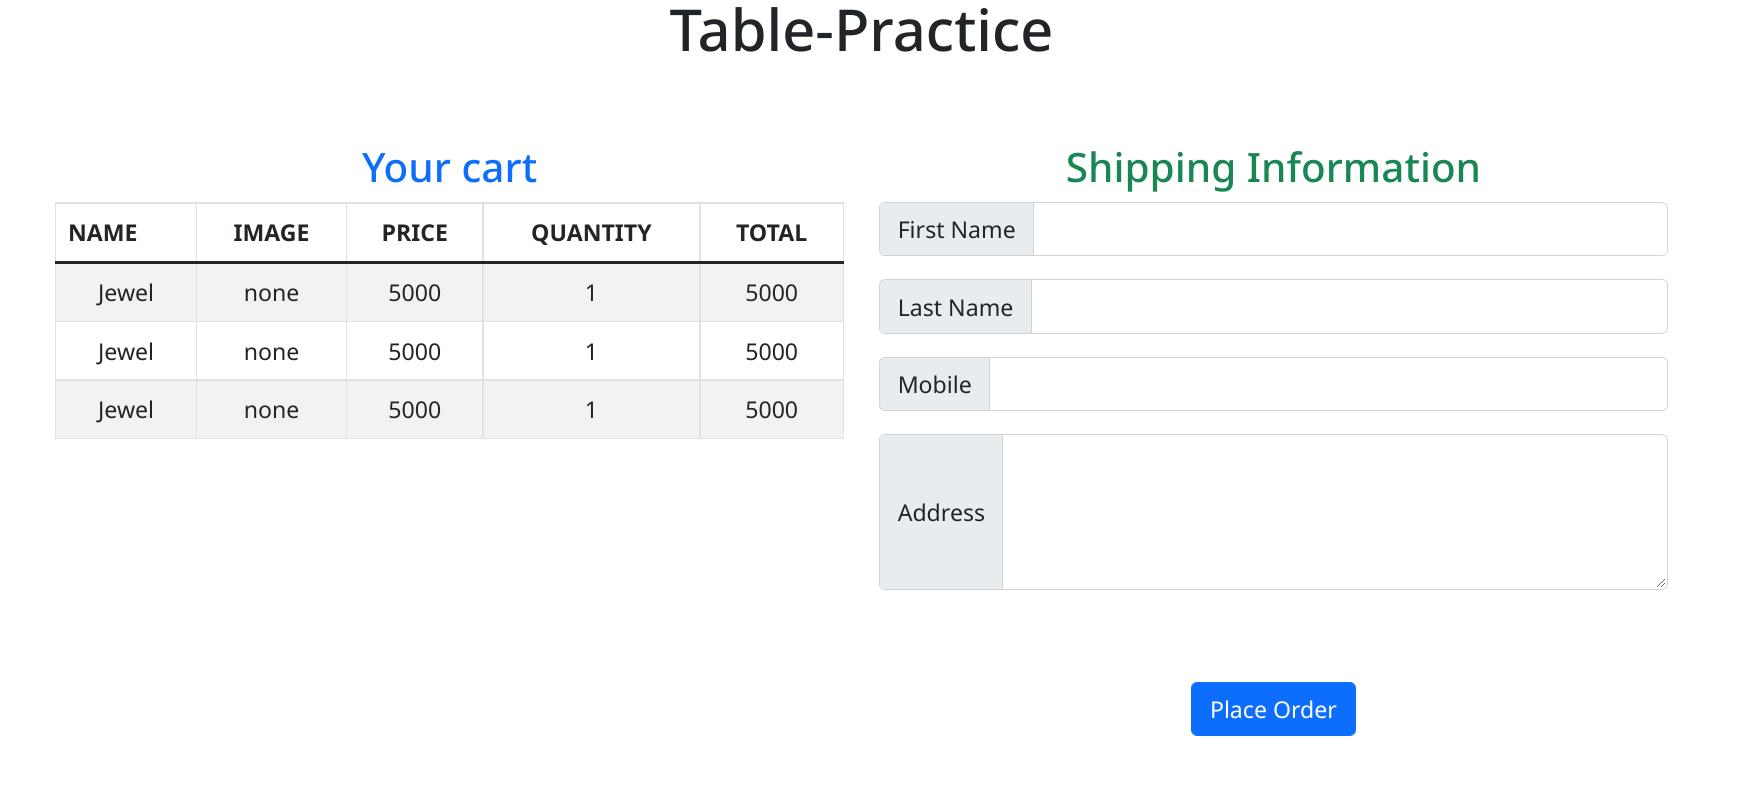 Table-Practice
Your cart
NAME IMAGE PRICE QUANTITY TOTAL
Jewel none 5000 1 5000
Jewel none 5000 1 5000
Jewel none 5000 1 5000
Shipping Information
First Name
Last Name
Mobile
Address
Place Order